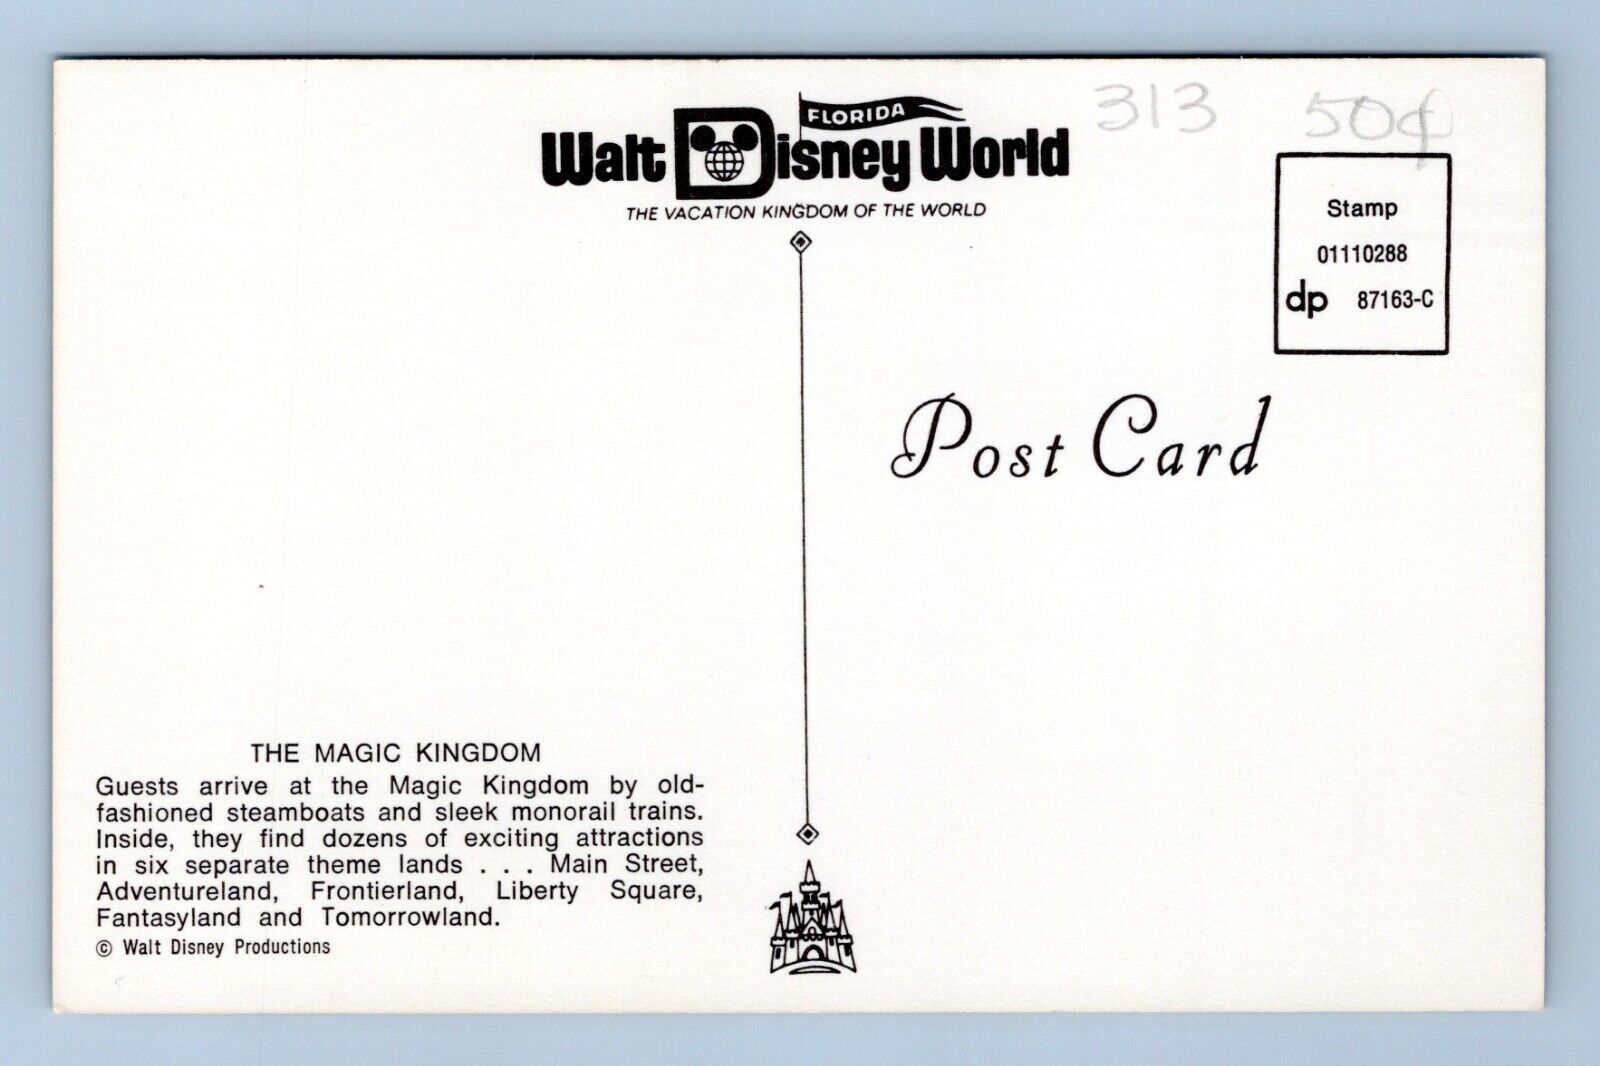 313 50¢
FLORIDA
Walt Disney World
THE VACATION KINGDOM OF THE WORLD
Stamp
01110288
dp 87163-C
Post Card
THE MAGIC KINGDOM
Guests arrive at the Magic Kingdom by old-
fashioned steamboats and sleek monorail trains.
Inside, they find dozens of exciting attractions
in six separate theme lands . . . Main Street,
Adventureland, Frontierland, Liberty Square,
Fantasyland and Tomorrowland.
© Walt Disney Productions